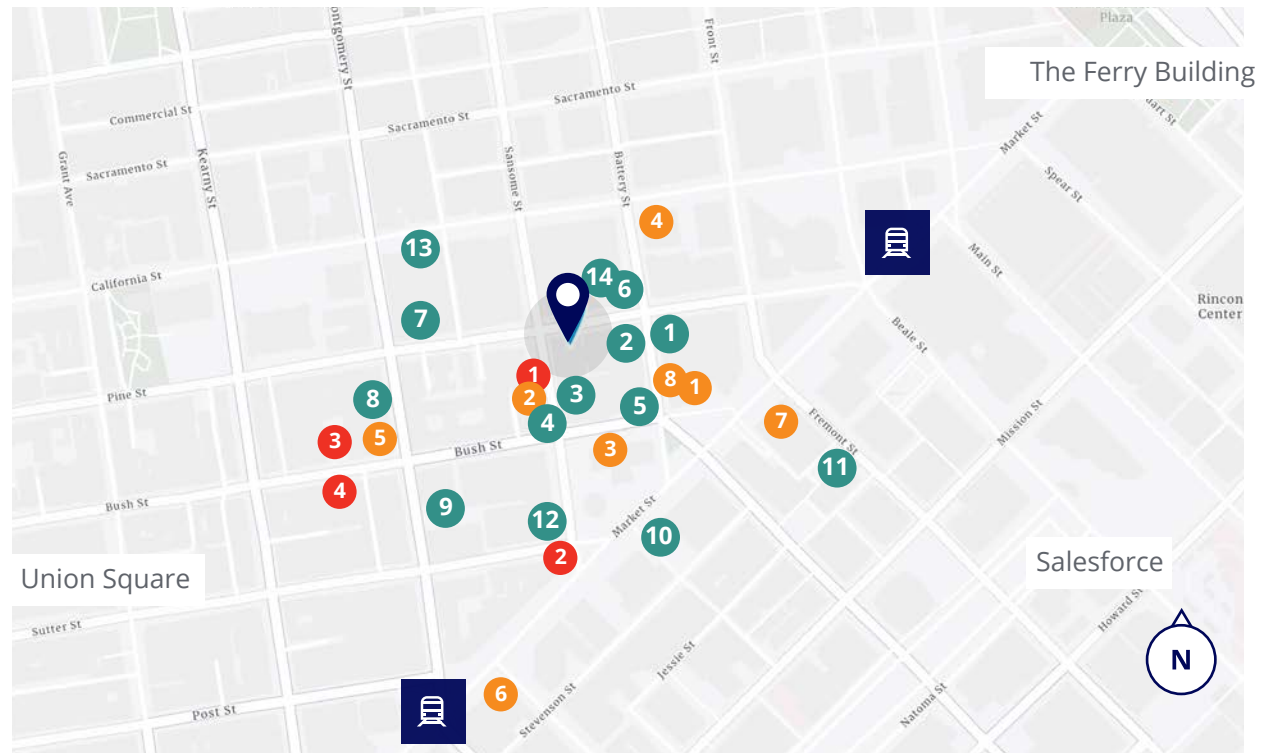 Plaza
ontgomery St
Front St
The Ferry Building
Sacramento St
uart St
Commercial St
Market St
Sacramento St
Grant Ave
Sacramento St
Kearny St
Sansome St
Battery St
Spear St
4
13
Main St
California St
14
6
Rincon
Center
7
1
Beale St
2
1
8
1
Pine St
2
3
8
5
Mission St
4
7
Fremont St
3
5
3
Bush St
11
4
Bush St
9
Market St
12
10
2
Salesforce
Union Square
Howard St
Sutter St
Jessie St
N
6
Stevenson St
Natoma St
Post St